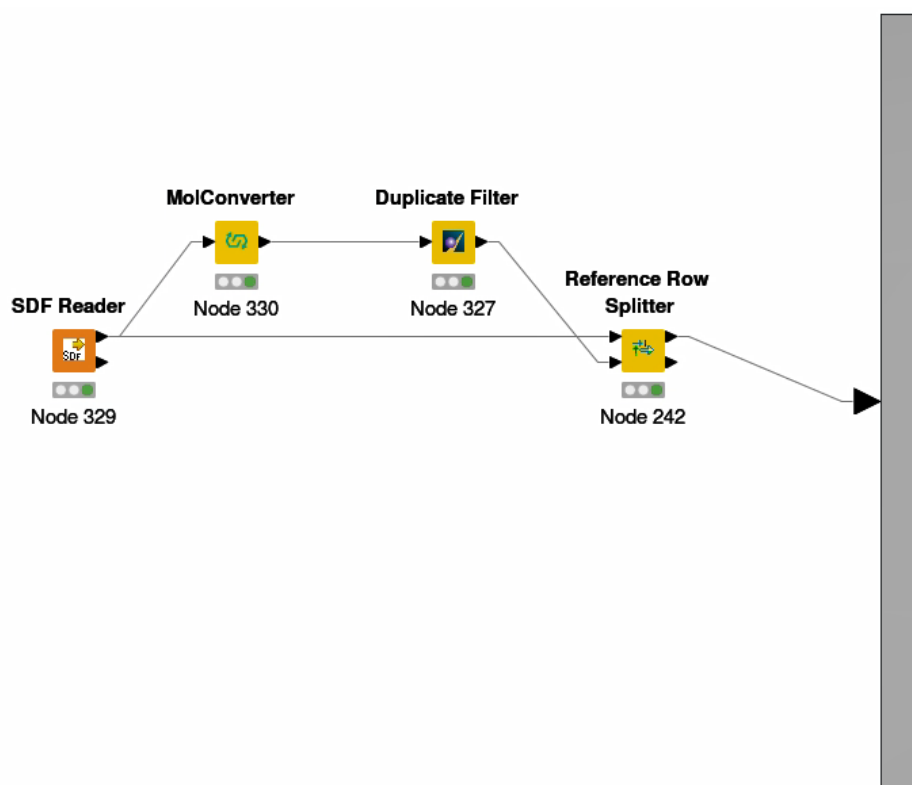 MolConverter
Node 330
Duplicate Filter
Node 327
SDF Reader
SDF
Node 329
Reference Row
Splitter
Node 242